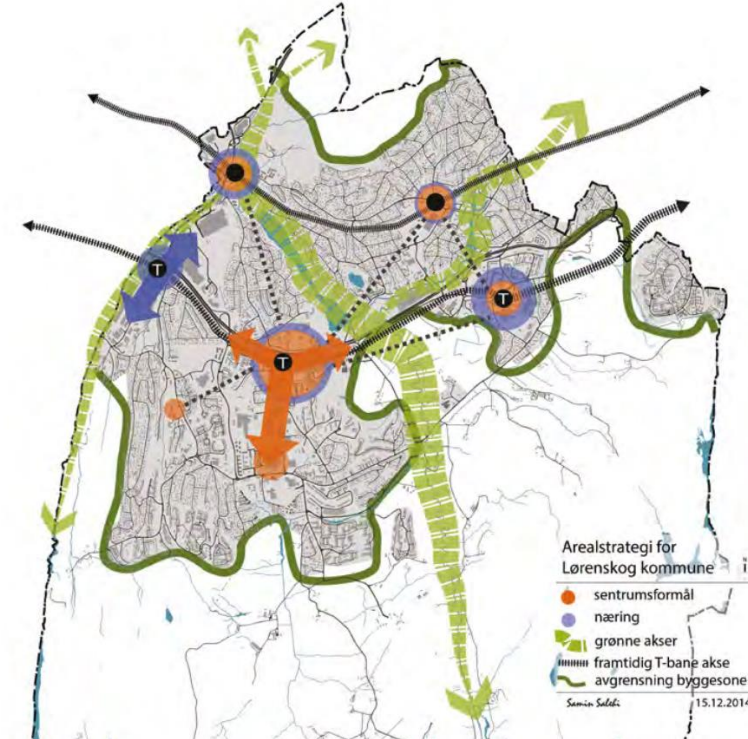 T
T
T
Arealstrategi for
Lørenskog kommune
sentrumsformål
næring
grønne akser
framtidig T-bane akse
avgrensning byggesone
Samin Salehi 15.12.2014